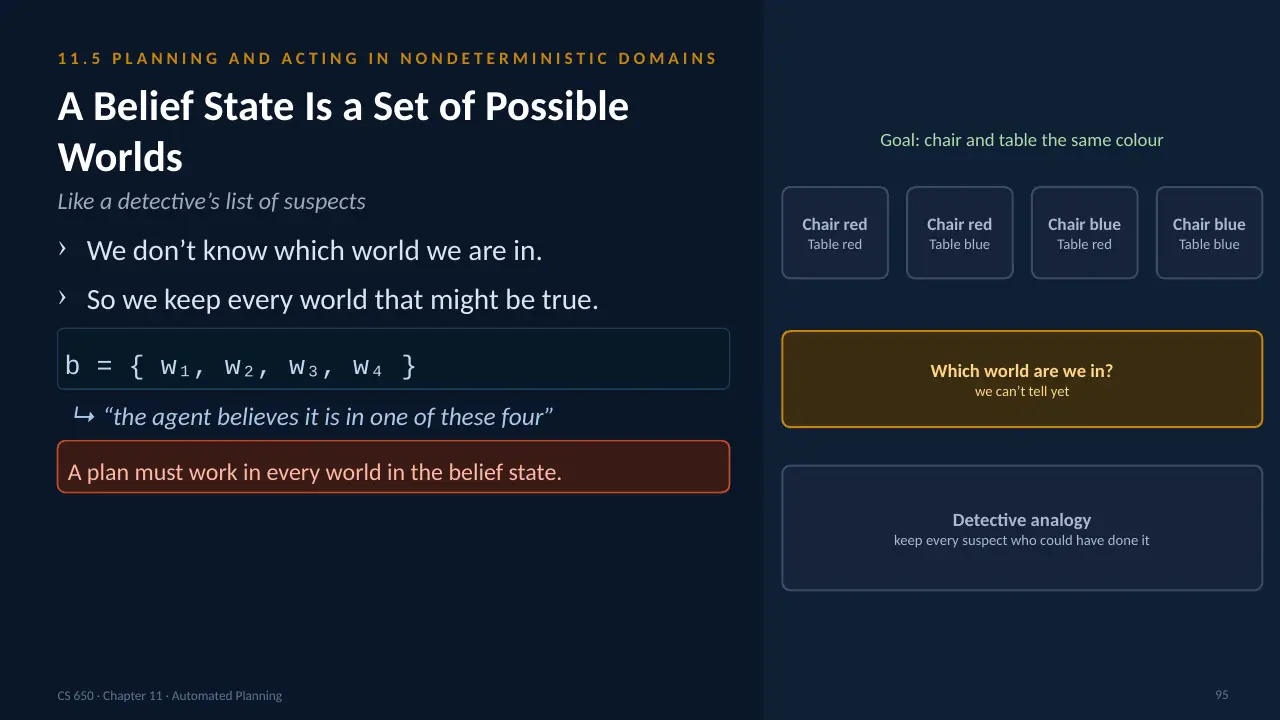 11.5 PLANNING AND ACTING IN NONDETERMINISTIC DOMAINS
A Belief State Is a Set of Possible
Worlds
Like a detective’s list of suspects
› We don’t know which world we are in.
› So we keep every world that might be true.
b = { w₁, w₂, w₃, w₄ }
↪ “the agent believes it is in one of these four”
A plan must work in every world in the belief state.
Goal: chair and table the same colour
Chair red
Table red
Chair red
Table blue
Chair blue
Table red
Chair blue
Table blue
Which world are we in?
we can’t tell yet
Detective analogy
keep every suspect who could have done it
CS 650 · Chapter 11 · Automated Planning
95